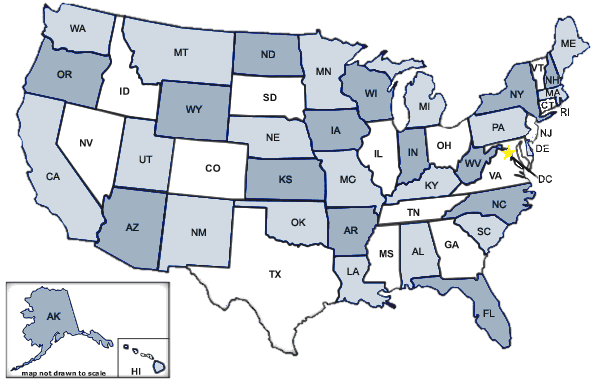 WA
MT
ND
MN
ME
VT
NH
OR
ID
SD
WI
MI
NY
MA
CT
RI
WY
IA
NE
PA
NJ
NV
UT
CO
IL
IN
OH
DE
CA
KS
MO
WV
VA
DC
KY
AZ
NM
OK
AR
TN
NC
SC
TX
LA
MS
AL
GA
FL
AK
HI
map not drawn to scale